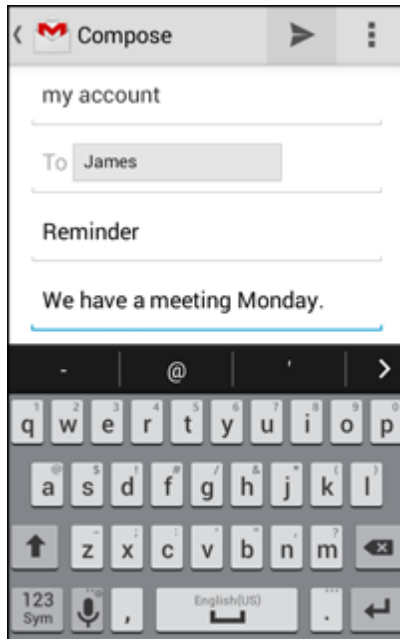 Compose
my account
To James
Reminder
We have a meeting Monday.
- @ '
1 2 3 4 5 6 7 8 9 0
q w e r t y u i o p
@ $ ! # / & * ( )
a s d f g h j k l
- ; : ' " , ?
z x c v b n m
123 English(US) ...
Sym , .